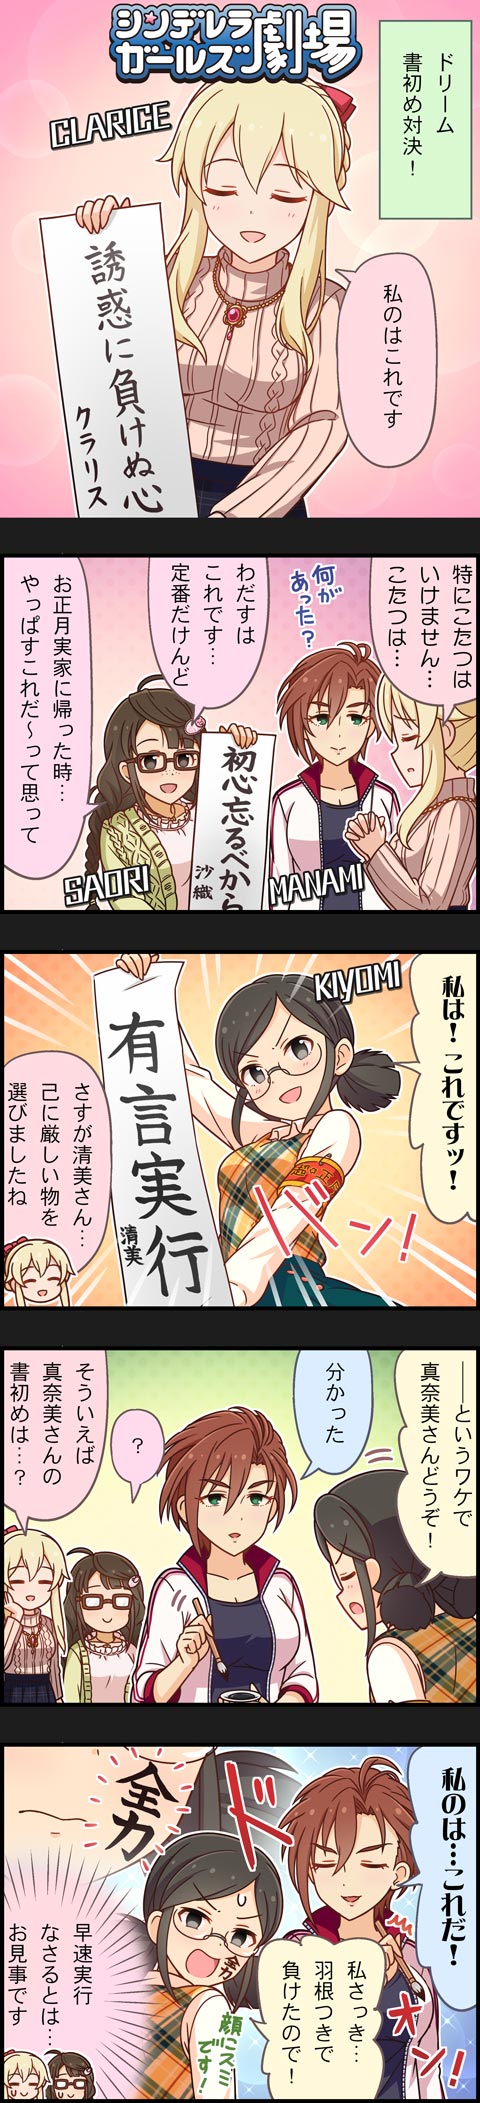 シンデレラ
ガールズ劇場
ドリーム
書初め対決！
CLARICE
私のはこれです
誘惑に負けぬ心
クラリス
特にこたつは
いけません…
こたつは…
何が
あった？
わだすは
これです…
定番だけんど
お正月実家に帰った時…
やっぱすこれだ～って思って
初心忘るべから
沙織
SAORI
MANAMI
私は！これですッ！
KIYOMI
有言実行
清美
超・正
バン！
さすが清美さん…
己に厳しい物を
選びましたね
――というワケで
真奈美さんどうぞ！
分かった
？
そういえば
真奈美さんの
書初めは…？
私のは…これだ！
ドォン！
全力
全力
私さっき…
羽根つきで
負けたので！
顔にスミ
です！
早速実行
なさるとは…
お見事です